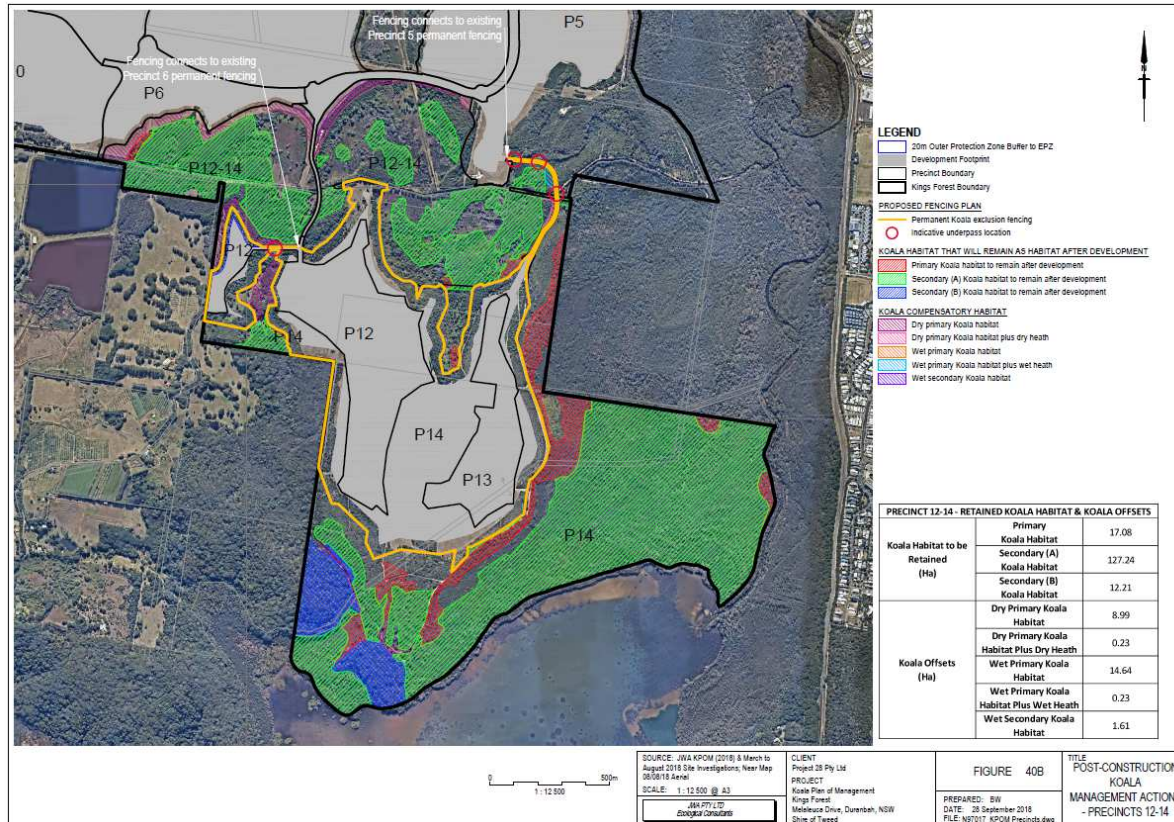 Fencing connects to existing
Precinct 5 permanent fencing
P5
Fencing connects to existing
Precinct 6 permanent fencing
0
P6
P12-14
P12-14
P12
P14
P12
P14
P13
P14
N
LEGEND
20m Outer Protection Zone Buffer to EPZ
Development Footprint
Precinct Boundary
Kings Forest Boundary
PROPOSED FENCING PLAN
Permanent Koala exclusion fencing
Indicative underpass location
KOALA HABITAT THAT WILL REMAIN AS HABITAT AFTER DEVELOPMENT
Primary Koala habitat to remain after development
Secondary (A) Koala habitat to remain after development
Secondary (B) Koala habitat to remain after development
KOALA COMPENSATORY HABITAT
Dry primary Koala habitat
Dry primary Koala habitat plus dry heath
Wet primary Koala habitat
Wet primary Koala habitat plus wet heath
Wet secondary Koala habitat
PRECINCT 12-14 - RETAINED KOALA HABITAT & KOALA OFFSETS
Koala Habitat to be
Retained
(Ha)
Primary
Koala Habitat
17.08
Secondary (A)
Koala Habitat
127.24
Secondary (B)
Koala Habitat
12.21
Koala Offsets
(Ha)
Dry Primary Koala
Habitat
8.99
Dry Primary Koala
Habitat Plus Dry Heath
0.23
Wet Primary Koala
Habitat
14.64
Wet Primary Koala
Habitat Plus Wet Heath
0.23
Wet Secondary Koala
Habitat
1.61
0
500m
1 : 12 500
SOURCE: JWA KPOM (2018) & March to
August 2018 Site Investigations; Near Map
08/08/18 Aerial
SCALE: 1 : 12 500 @ A3
JWA PTY LTD
Ecological Consultants
CLIENT
Project 28 Pty Ltd
PROJECT
Koala Plan of Management
Kings Forest
Melaleuca Drive, Duranbah, NSW
Shire of Tweed
FIGURE 40B
PREPARED: BW
DATE: 28 September 2018
FILE: N97017_KPOM Precincts.dwg
TITLE
POST-CONSTRUCTION
KOALA
MANAGEMENT ACTION
- PRECINCTS 12-14